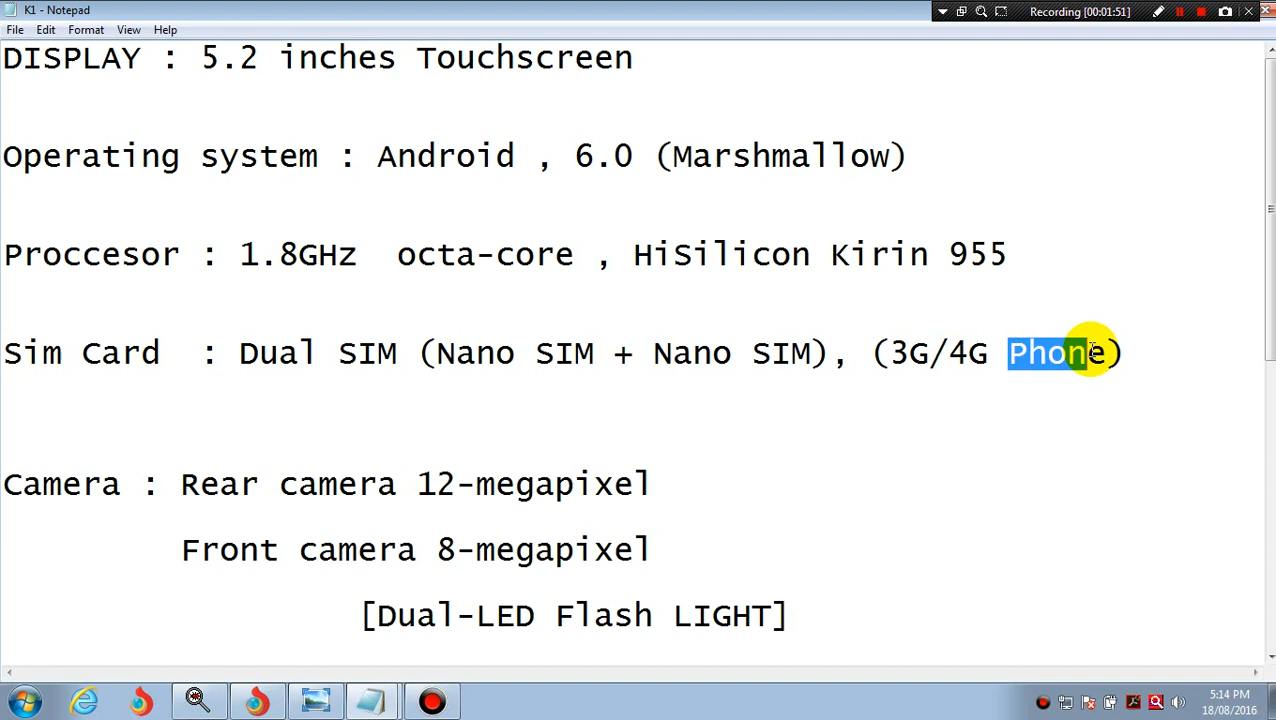 K1 - Notepad
Recording [00:01:51]
File Edit Format View Help
DISPLAY : 5.2 inches Touchscreen
Operating system : Android , 6.0 (Marshmallow)
Proccesor : 1.8GHz octa-core , HiSilicon Kirin 955
Sim Card : Dual SIM (Nano SIM + Nano SIM), (3G/4G Phone)
Camera : Rear camera 12-megapixel
Front camera 8-megapixel
[Dual-LED Flash LIGHT]
5:14 PM
18/08/2016